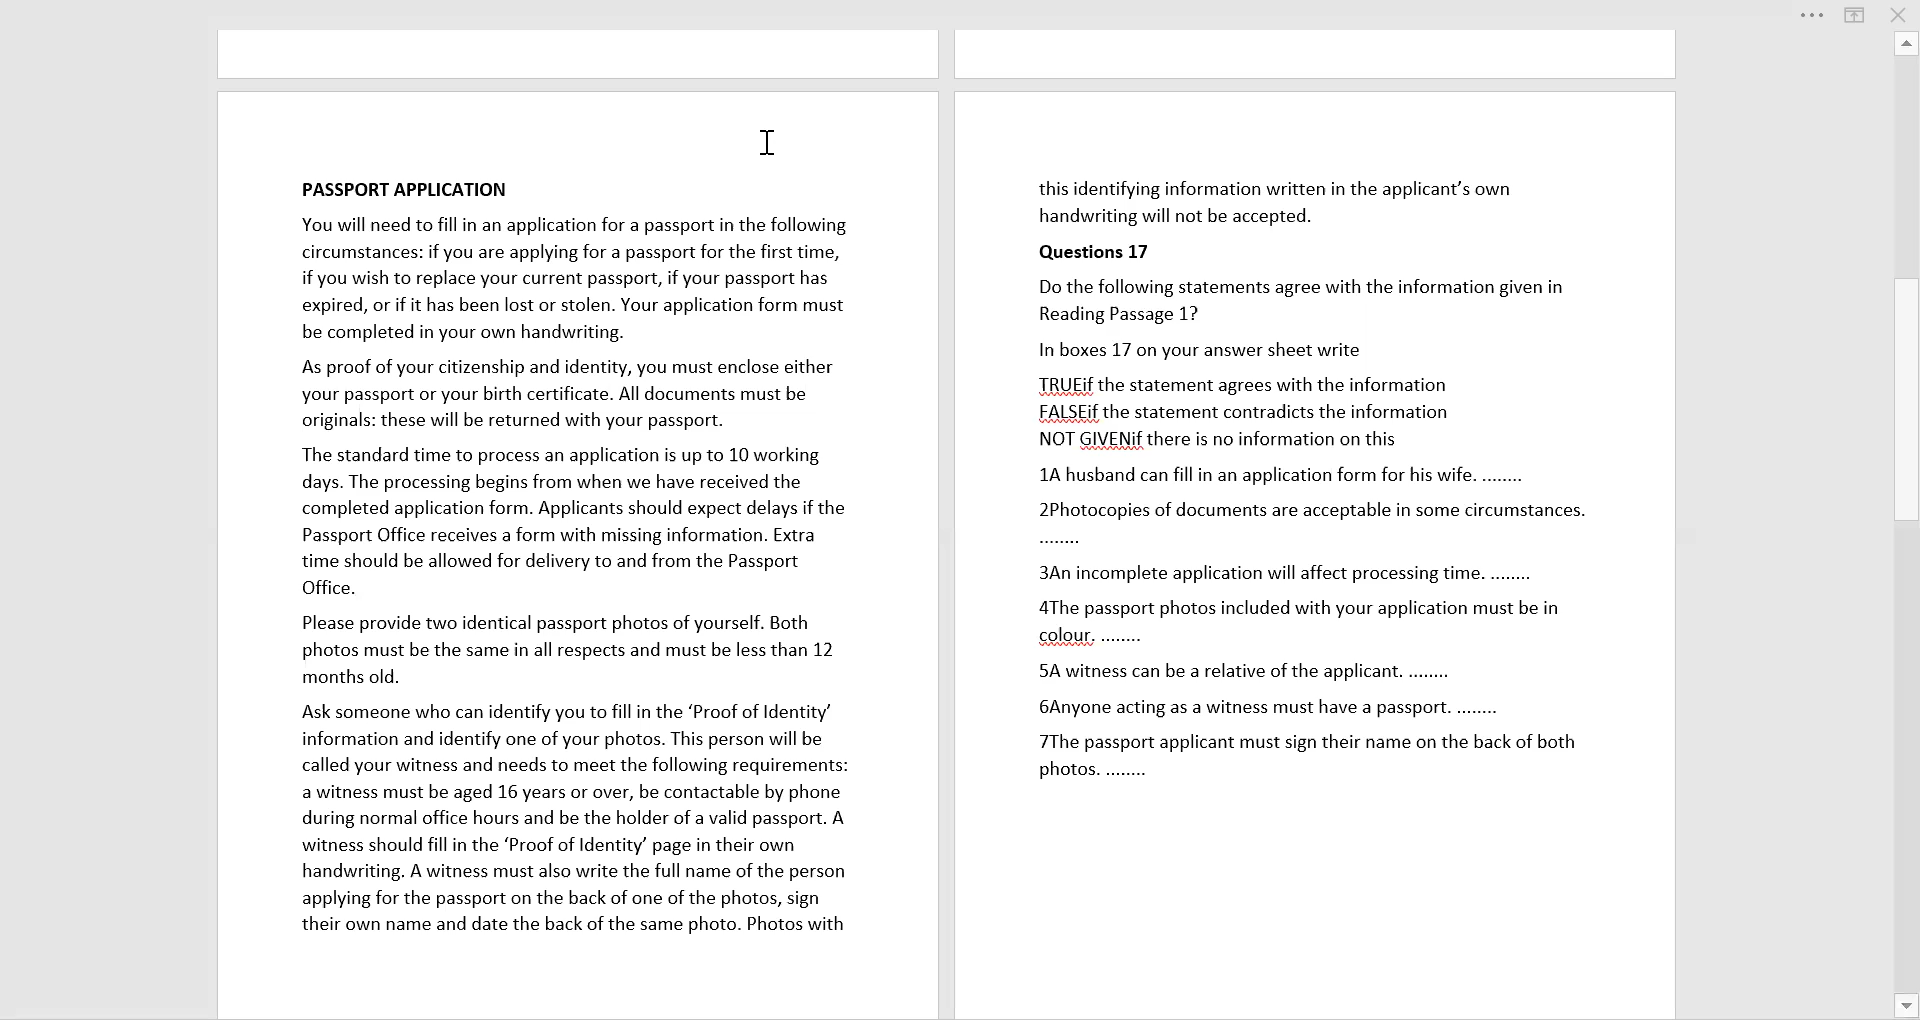 PASSPORT APPLICATION
You will need to fill in an application for a passport in the following
circumstances: if you are applying for a passport for the first time,
if you wish to replace your current passport, if your passport has
expired, or if it has been lost or stolen. Your application form must
be completed in your own handwriting.
As proof of your citizenship and identity, you must enclose either
your passport or your birth certificate. All documents must be
originals: these will be returned with your passport.
The standard time to process an application is up to 10 working
days. The processing begins from when we have received the
completed application form. Applicants should expect delays if the
Passport Office receives a form with missing information. Extra
time should be allowed for delivery to and from the Passport
Office.
Please provide two identical passport photos of yourself. Both
photos must be the same in all respects and must be less than 12
months old.
Ask someone who can identify you to fill in the ‘Proof of Identity’
information and identify one of your photos. This person will be
called your witness and needs to meet the following requirements:
a witness must be aged 16 years or over, be contactable by phone
during normal office hours and be the holder of a valid passport. A
witness should fill in the ‘Proof of Identity’ page in their own
handwriting. A witness must also write the full name of the person
applying for the passport on the back of one of the photos, sign
their own name and date the back of the same photo. Photos with
this identifying information written in the applicant’s own
handwriting will not be accepted.
Questions 17
Do the following statements agree with the information given in
Reading Passage 1?
In boxes 17 on your answer sheet write
TRUEif the statement agrees with the information
FALSEif the statement contradicts the information
NOT GIVENif there is no information on this
1A husband can fill in an application form for his wife. ........
2Photocopies of documents are acceptable in some circumstances.
........
3An incomplete application will affect processing time. ........
4The passport photos included with your application must be in
colour. ........
5A witness can be a relative of the applicant. ........
6Anyone acting as a witness must have a passport. ........
7The passport applicant must sign their name on the back of both
photos. ........